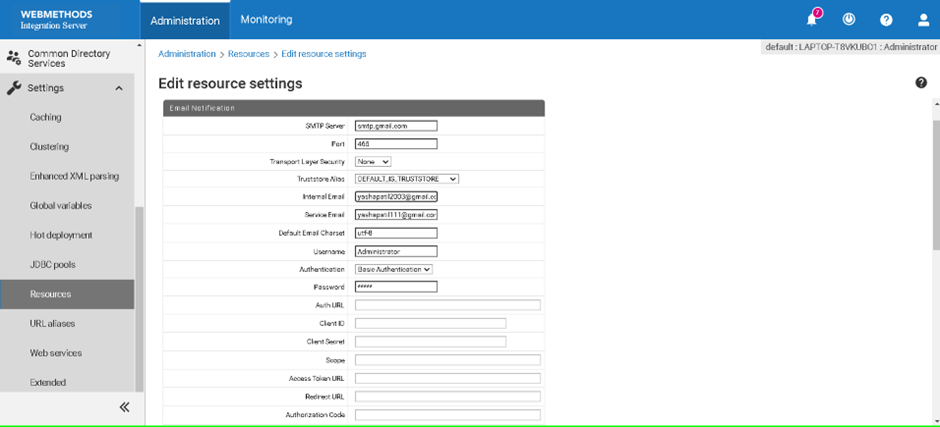 WEBMETHODS
Integration Server
Administration
Monitoring
7
Common Directory
Services
Settings
Caching
Clustering
Enhanced XML parsing
Global variables
Hot deployment
JDBC pools
Resources
URL aliases
Web services
Extended
default : LAPTOP-T8VKUBO1 : Administrator
Administration > Resources > Edit resource settings
Edit resource settings
Email Notification
SMTP Server smtp.gmail.com
Port 465
Transport Layer Security None
Truststore Alias DEFAULT_IS_TRUSTSTORE
Internal Email yashapatil2003@gmail.co
Service Email yashapatil111@gmail.com
Default Email Charset utf-8
Username Administrator
Authentication Basic Authentication
Password *****
Auth URL
Client ID
Client Secret
Scope
Access Token URL
Redirect URL
Authorization Code